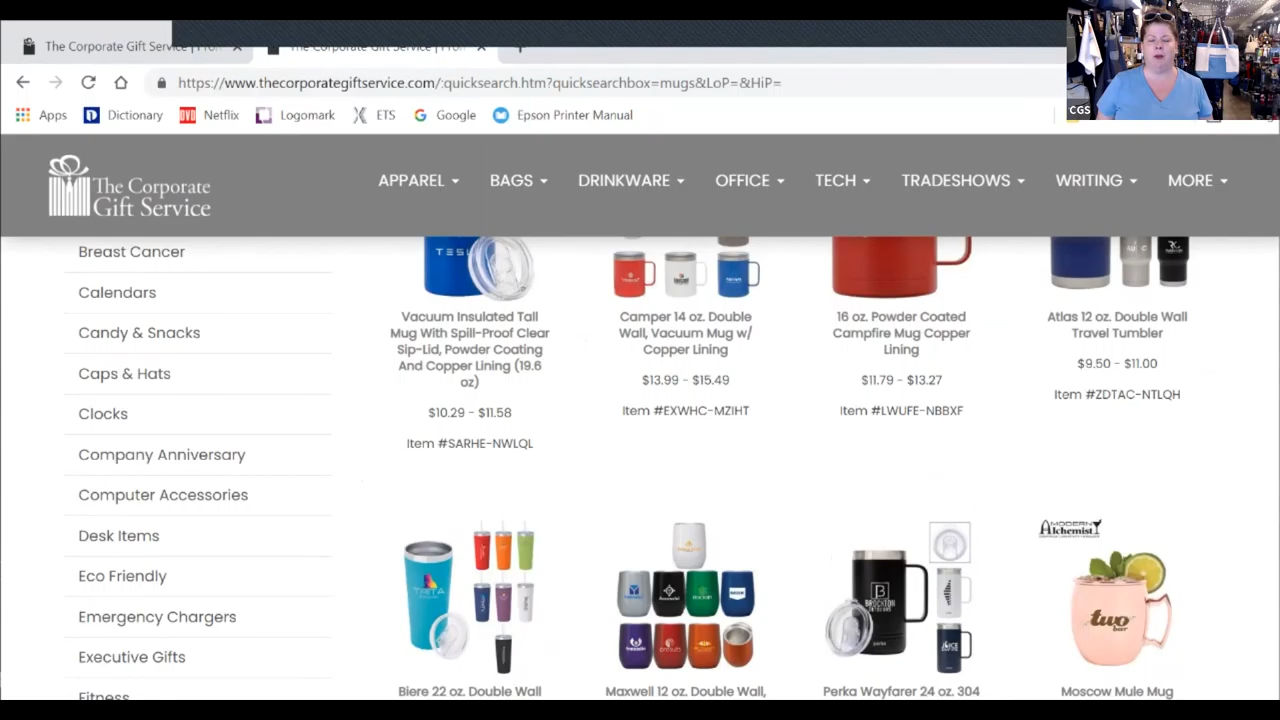 The Corporate Gift Service | Prom
The Corporate Gift Service | Prom
https://www.thecorporategiftservice.com/:quicksearch.htm?quicksearchbox=mugs&LoP=&HiP=
CGS
Apps Dictionary Netflix Logomark ETS Google Epson Printer Manual
The Corporate
Gift Service
APPAREL BAGS DRINKWARE OFFICE TECH TRADESHOWS WRITING MORE
Breast Cancer
Calendars
Candy & Snacks
Caps & Hats
Clocks
Company Anniversary
Computer Accessories
Desk Items
Eco Friendly
Emergency Chargers
Executive Gifts
Fitness
TESL
Vacuum Insulated Tall
Mug With Spill-Proof Clear
Sip-Lid, Powder Coating
And Copper Lining (19.6
oz)
$10.29 - $11.58
Item #SARHE-NWLQL
Camper 14 oz. Double
Wall, Vacuum Mug w/
Copper Lining
$13.99 - $15.49
Item #EXWHC-MZIHT
16 oz. Powder Coated
Campfire Mug Copper
Lining
$11.79 - $13.27
Item #LWUFE-NBBXF
Atlas 12 oz. Double Wall
Travel Tumbler
$9.50 - $11.00
Item #ZDTAC-NTLQH
Biere 22 oz. Double Wall
Maxwell 12 oz. Double Wall,
BROCKTON
perka
Perka Wayfarer 24 oz. 304
MODERN
Alchemist
two
bar
Moscow Mule Mug